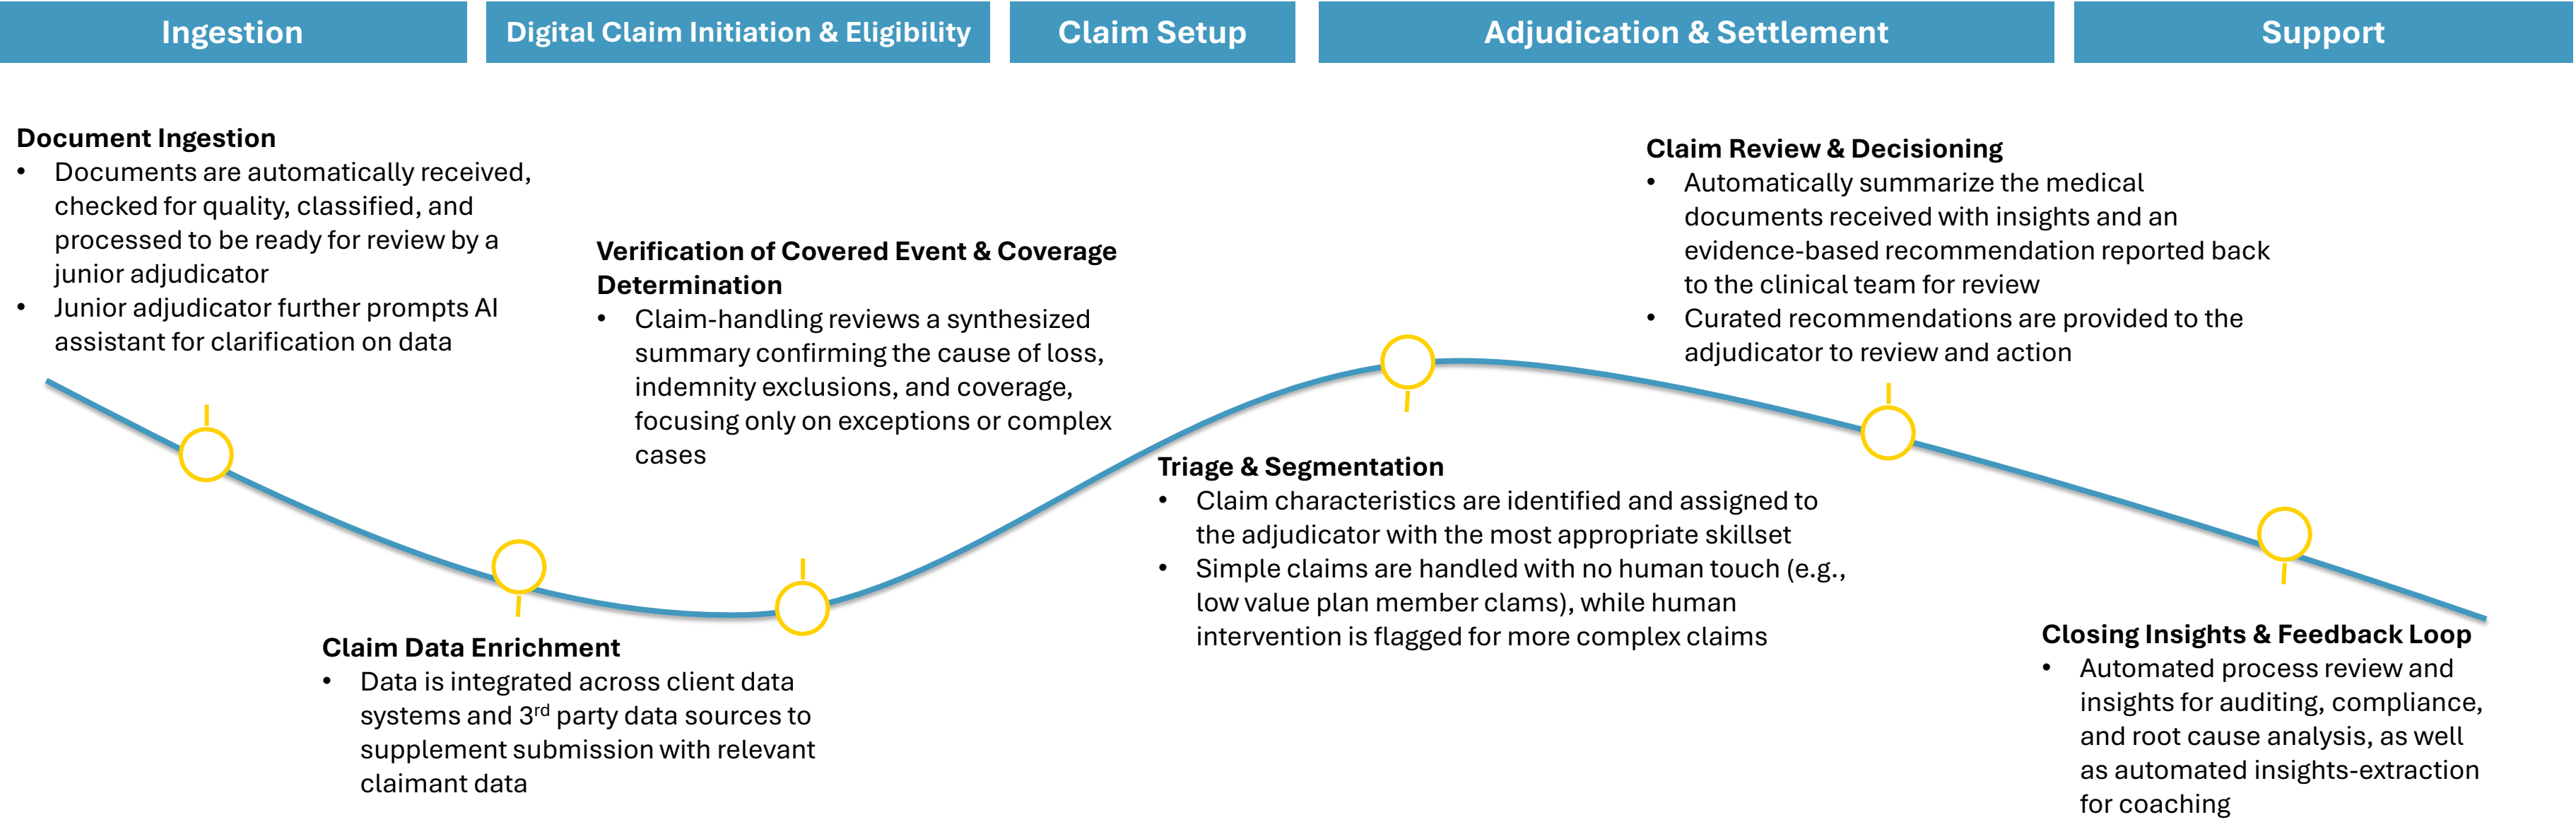 Ingestion
Digital Claim Initiation & Eligibility
Claim Setup
Adjudication & Settlement
Support
Document Ingestion
• Documents are automatically received,
checked for quality, classified, and
processed to be ready for review by a
junior adjudicator
• Junior adjudicator further prompts AI
assistant for clarification on data
Claim Data Enrichment
• Data is integrated across client data
systems and 3rd party data sources to
supplement submission with relevant
claimant data
Verification of Covered Event & Coverage
Determination
• Claim-handling reviews a synthesized
summary confirming the cause of loss,
indemnity exclusions, and coverage,
focusing only on exceptions or complex
cases
Triage & Segmentation
• Claim characteristics are identified and assigned to
the adjudicator with the most appropriate skillset
• Simple claims are handled with no human touch (e.g.,
low value plan member clams), while human
intervention is flagged for more complex claims
Claim Review & Decisioning
• Automatically summarize the medical
documents received with insights and an
evidence-based recommendation reported back
to the clinical team for review
• Curated recommendations are provided to the
adjudicator to review and action
Closing Insights & Feedback Loop
• Automated process review and
insights for auditing, compliance,
and root cause analysis, as well
as automated insights-extraction
for coaching